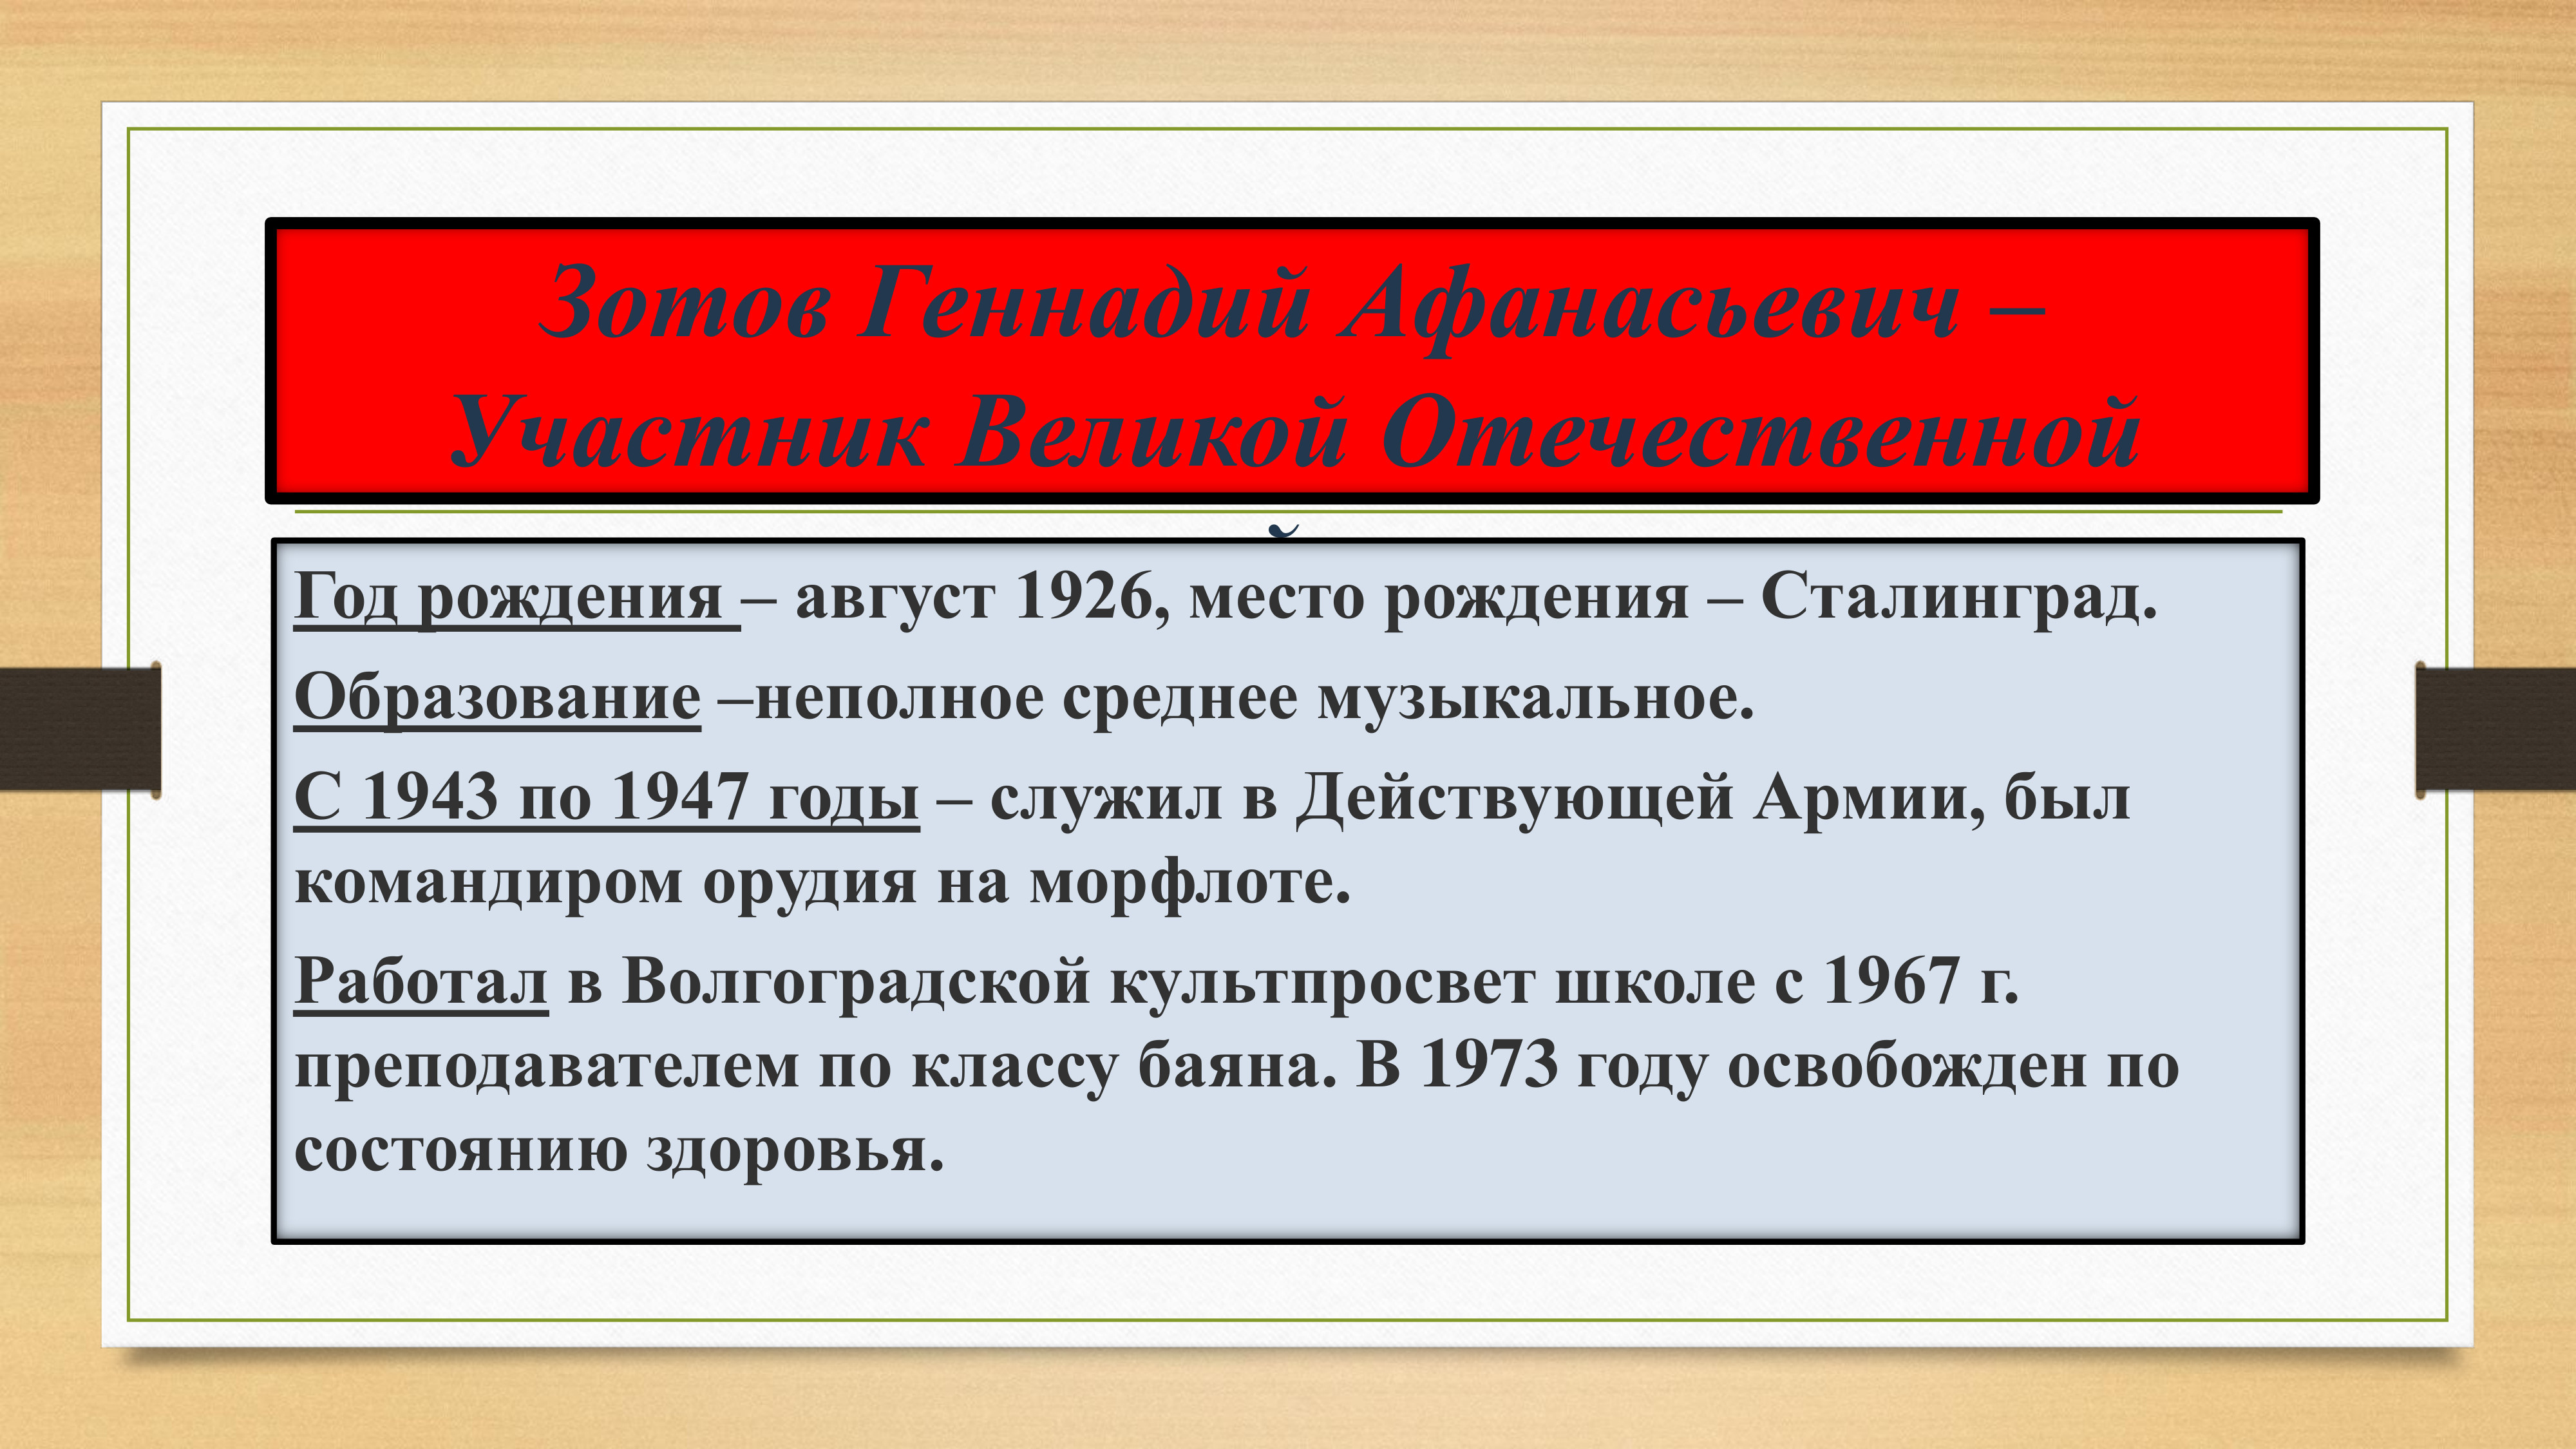 Зотов Геннадий Афанасьевич –
Участник Великой Отечественной
Год рождения – август 1926, место рождения – Сталинград.
Образование –неполное среднее музыкальное.
С 1943 по 1947 годы – служил в Действующей Армии, был
командиром орудия на морфлоте.
Работал в Волгоградской культпросвет школе с 1967 г.
преподавателем по классу баяна. В 1973 году освобожден по
состоянию здоровья.